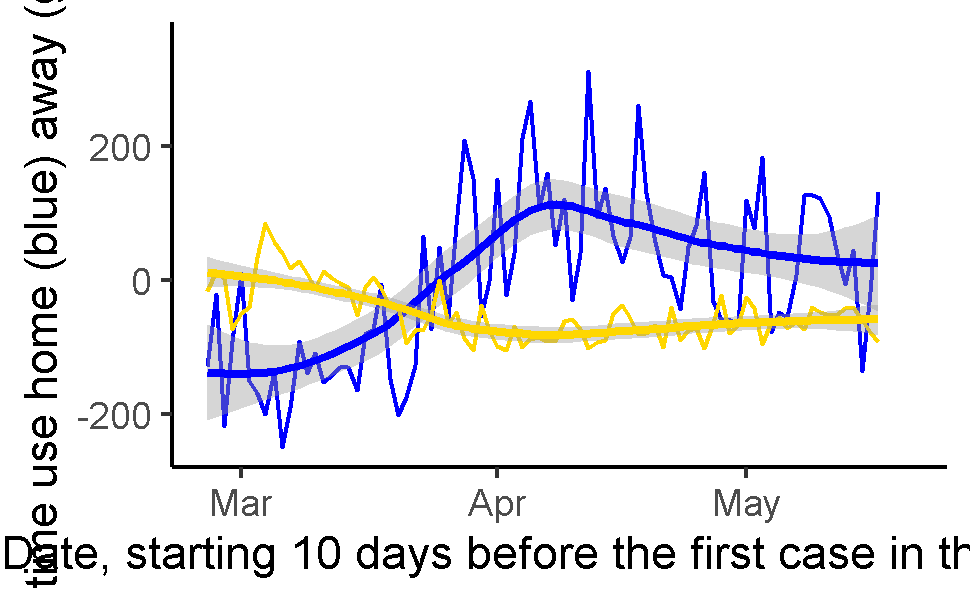 time use home (blue) away (
200
0
-200
Mar Apr May
Date, starting 10 days before the first case in th